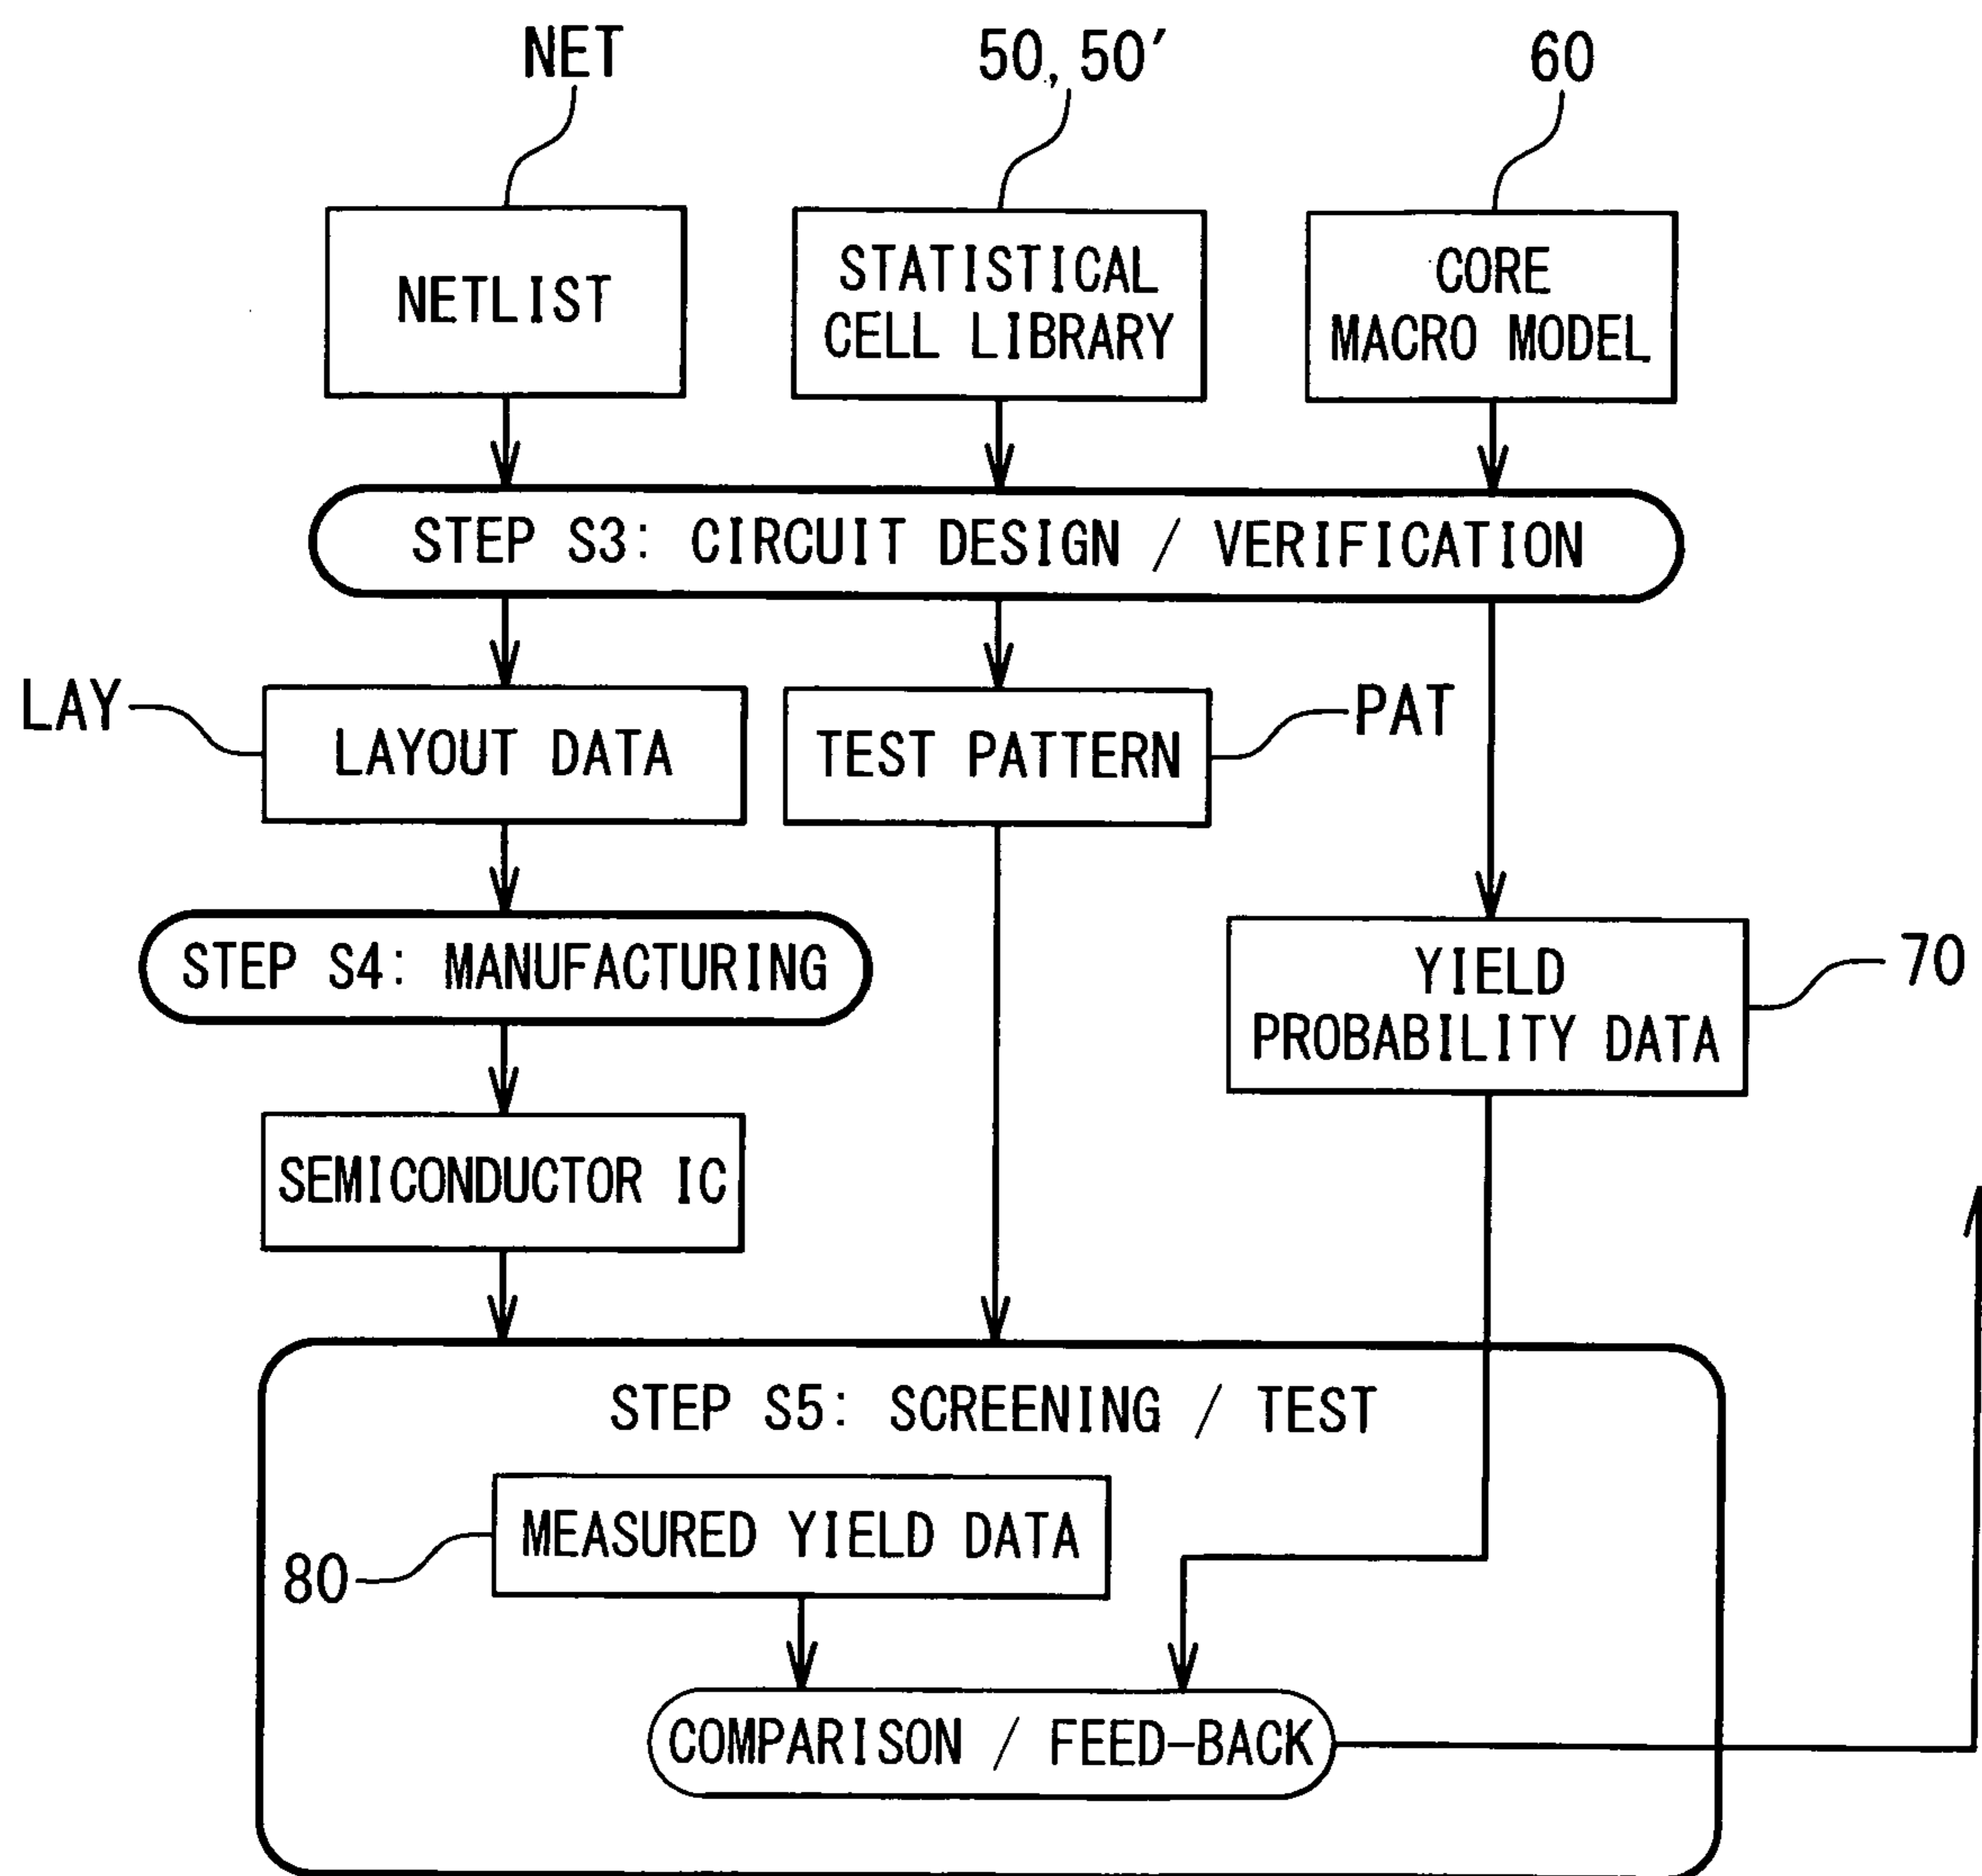 NET
50, 50′
60
NETLIST
STATISTICAL
CELL LIBRARY
CORE
MACRO MODEL
STEP S3: CIRCUIT DESIGN / VERIFICATION
LAY
LAYOUT DATA
TEST PATTERN
PAT
STEP S4: MANUFACTURING
YIELD
PROBABILITY DATA
70
SEMICONDUCTOR IC
STEP S5: SCREENING / TEST
MEASURED YIELD DATA
80
COMPARISON / FEED-BACK